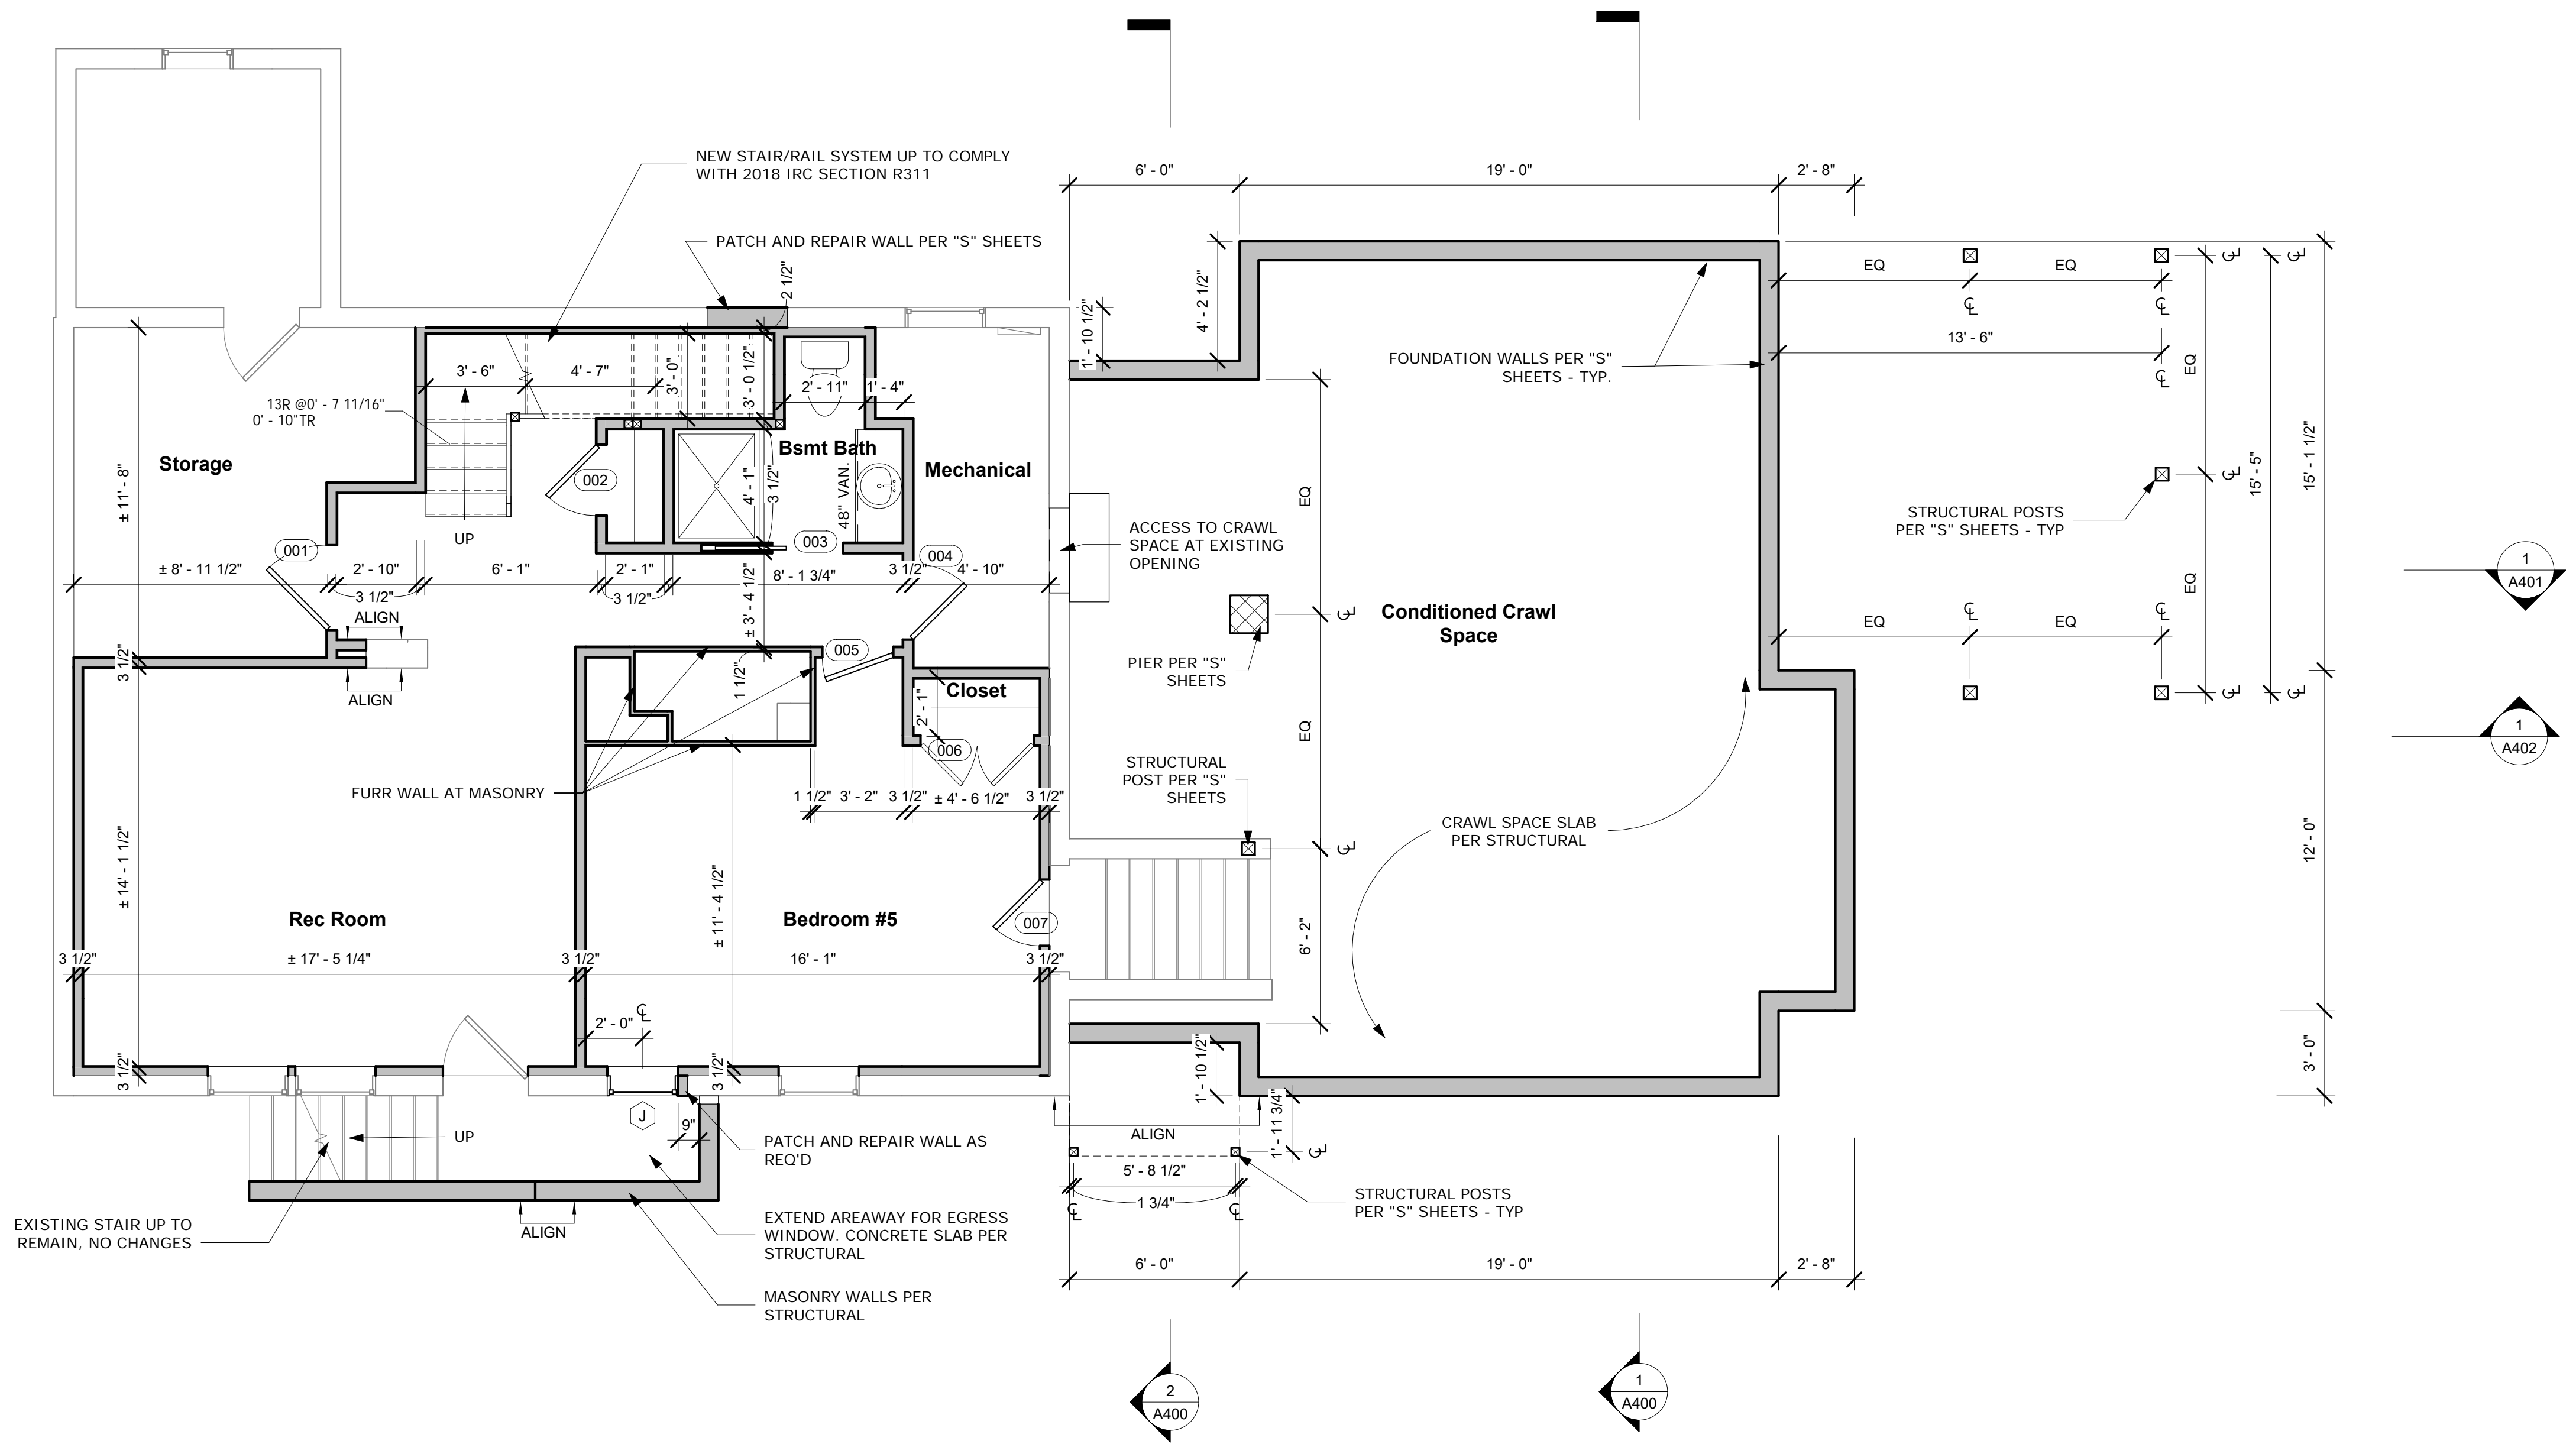 6' - 0"
19' - 0"
2' - 8"
NEW STAIR/RAIL SYSTEM UP TO COMPLY
WITH 2018 IRC SECTION R311
PATCH AND REPAIR WALL PER "S" SHEETS
2 1/2"
1' - 10 1/2"
4' - 2 1/2"
FOUNDATION WALLS PER "S"
SHEETS - TYP.
EQ
EQ
13' - 6"
EQ
3' - 6"
4' - 7"
3' - 0"
3' - 0 1/2"
2' - 11"
1' - 4"
13R @0' - 7 11/16"
0' - 10"TR
Storage
Bsmt Bath
Mechanical
± 11' - 8"
002
4' - 1"
3 1/2"
48" VAN.
EQ
15' - 5"
15' - 1 1/2"
STRUCTURAL POSTS
PER "S" SHEETS - TYP
ACCESS TO CRAWL
SPACE AT EXISTING
OPENING
UP
001
003
004
± 8' - 11 1/2"
2' - 10"
6' - 1"
2' - 1"
8' - 1 3/4"
3 1/2"
4' - 10"
3 1/2"
3 1/2"
± 3' - 4 1/2"
EQ
1
A401
ALIGN
Conditioned Crawl
Space
EQ
EQ
005
3 1/2"
1 1/2"
PIER PER "S"
SHEETS
ALIGN
Closet
2' - 1"
006
EQ
1
A402
STRUCTURAL
POST PER "S"
SHEETS
FURR WALL AT MASONRY
1 1/2"
3' - 2"
3 1/2"
± 4' - 6 1/2"
3 1/2"
CRAWL SPACE SLAB
PER STRUCTURAL
12' - 0"
± 14' - 1 1/2"
± 11' - 4 1/2"
Rec Room
Bedroom #5
007
6' - 2"
3 1/2"
± 17' - 5 1/4"
3 1/2"
16' - 1"
3 1/2"
2' - 0"
3 1/2"
3 1/2"
1' - 10 1/2"
3' - 0"
J
9"
1' - 11 3/4"
UP
PATCH AND REPAIR WALL AS
REQ'D
ALIGN
5' - 8 1/2"
1 3/4"
STRUCTURAL POSTS
PER "S" SHEETS - TYP
EXISTING STAIR UP TO
REMAIN, NO CHANGES
ALIGN
EXTEND AREAWAY FOR EGRESS
WINDOW. CONCRETE SLAB PER
STRUCTURAL
6' - 0"
19' - 0"
2' - 8"
MASONRY WALLS PER
STRUCTURAL
2
A400
1
A400